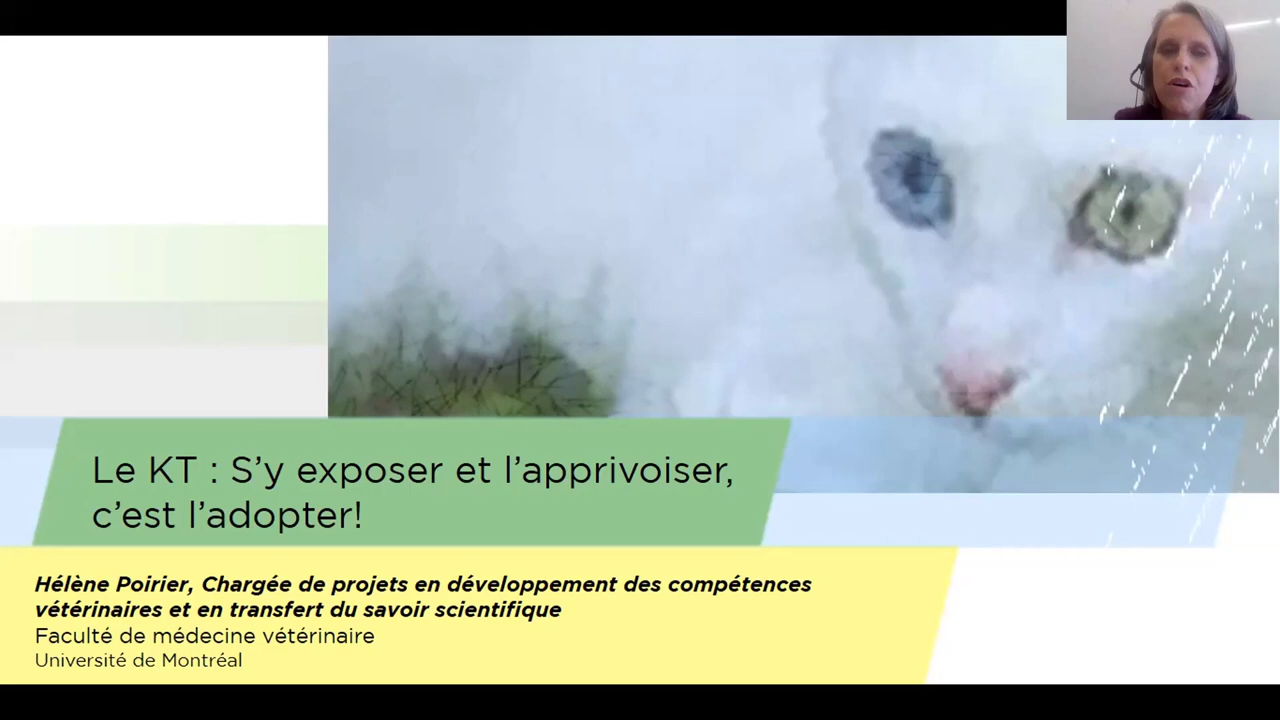 Le KT : S’y exposer et l’apprivoiser,
c’est l’adopter!
Hélène Poirier, Chargée de projets en développement des compétences
vétérinaires et en transfert du savoir scientifique
Faculté de médecine vétérinaire
Université de Montréal